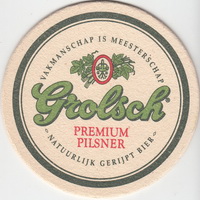 VAKMANSCHAP IS MEESTERSCHAP
Grolsch
PREMIUM
PILSNER
NATUURLIJK GERIJPT BIER